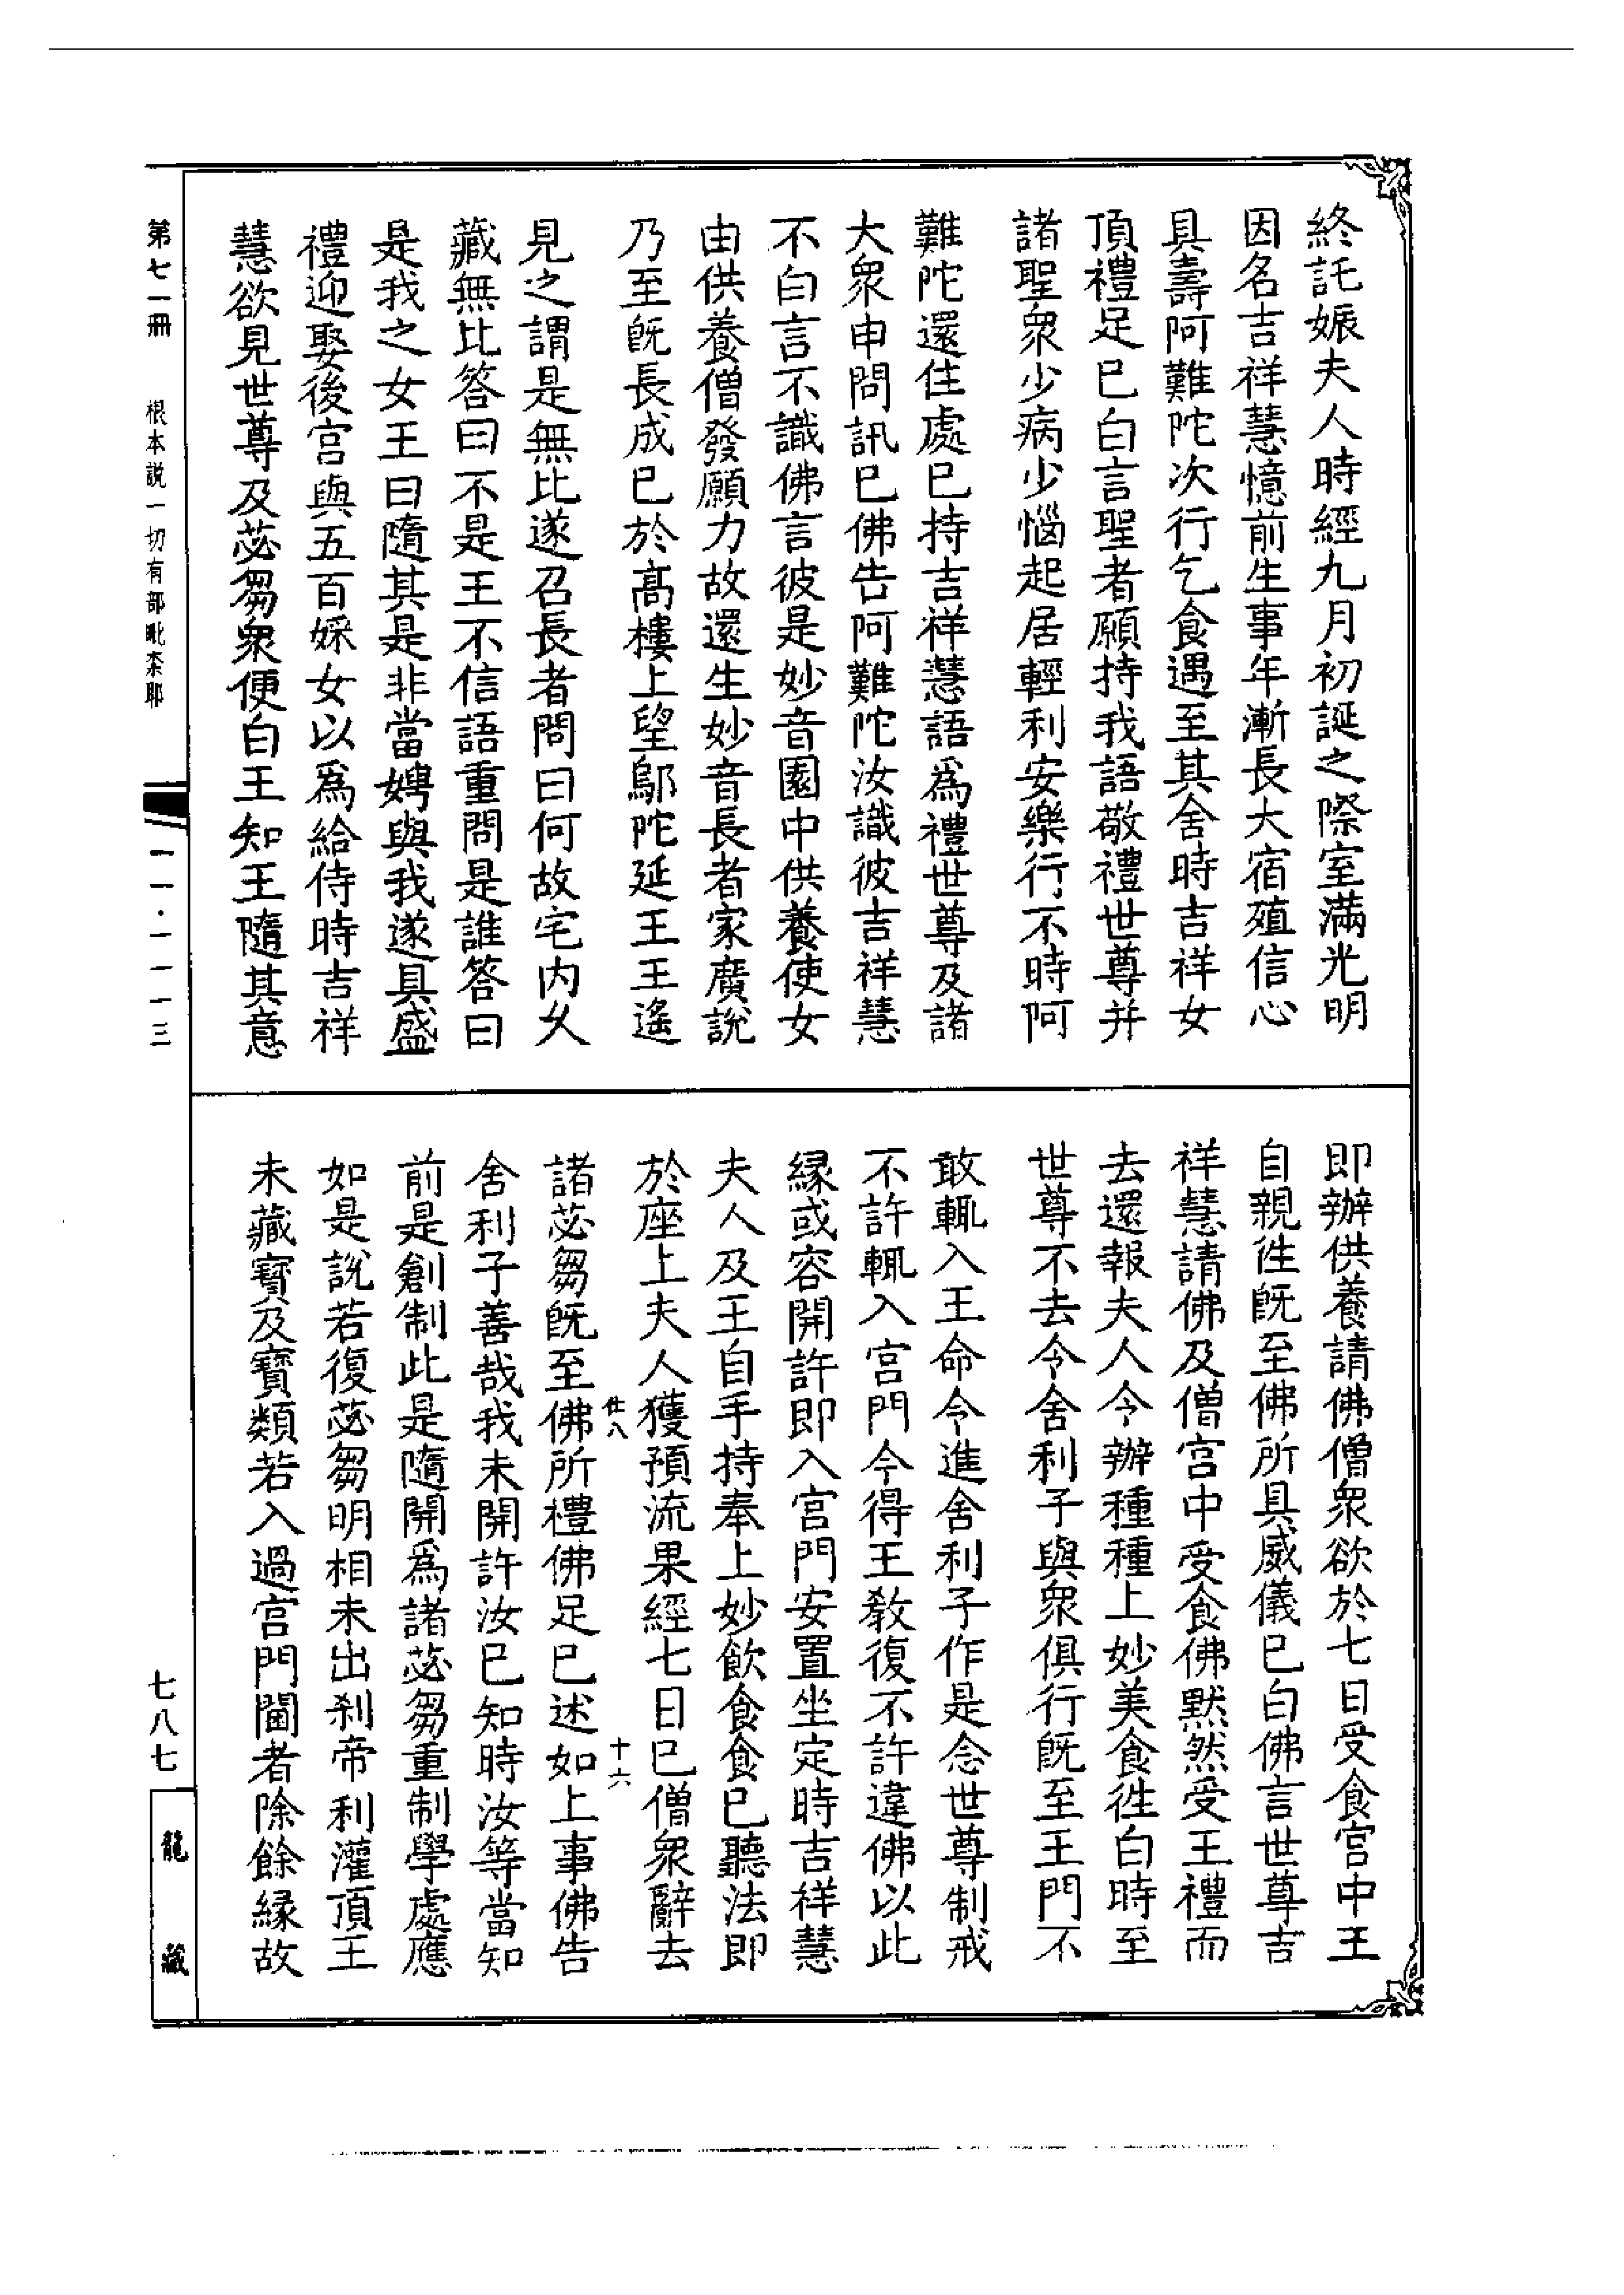 終託娠夫人時經九月初誕之際室滿光明
因名吉祥慧憶前生事年漸長大宿殖信心
具壽阿難陀次行乞食遇至其舍時吉祥女
頂禮足已白言聖者願持我語敬禮世尊并
諸聖衆少病少惱起居輕利安樂行不時阿
難陀還住處已持吉祥慧語爲禮世尊及諸
大衆申問訊已佛告阿難陀汝識彼吉祥慧
不白言不識佛言彼是妙音園中供養使女
由供養僧發願力故還生妙音長者家廣説
乃至旣長成已於髙樓上望鄔陀延王王遙
見之謂是無比遂召長者問曰何故宅内乆
藏無比答曰不是王不信語重問是誰答曰
是我之女王曰隨其是非當娉與我遂具盛
禮迎娶後宫與五百婇女以爲給侍時吉祥
慧欲見世尊及苾芻衆便白王知王隨其意
即辦供養請佛僧衆欲於七日受食宫中王
自親徃旣至佛所具威儀已白佛言世尊吉
祥慧請佛及僧宫中受食佛默然受王禮而
去還報夫人今辦種種上妙美食徃白時至
世尊不去令舍利子與衆俱行旣至王門不
敢輒入王命令進舍利子作是念世尊制戒
不許輒入宫門今得王敎復不許違佛以此
縁或容開許即入宫門安置坐定時吉祥慧
夫人及王自手持奉上妙飲食食已聽法即
於座上夫人獲預流果經七日已僧衆辭去
仕八
十六
諸苾芻旣至佛所禮佛足已述如上事佛告
舍利子善哉我未開許汝已知時汝等當知
前是創制此是隨開爲諸苾芻重制學處應
如是說若復苾芻明相未出刹帝利灌頂王
未藏寳及寳類若入過宫門閫者除餘縁故
第七一冊
根本説一切有部毗柰耶
一一·一一一三
七八七
龍藏